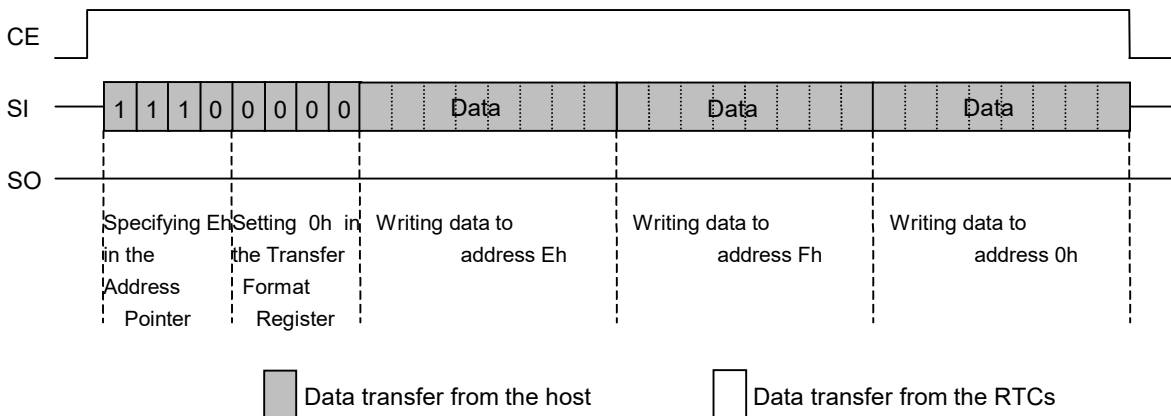 CE
SI 1 1 1 0 0 0 0 0 Data Data Data
SO
Specifying Eh Setting 0h in Writing data to Writing data to Writing data to
in the the Transfer address Eh address Fh address 0h
Address Format
Pointer Register
Data transfer from the host Data transfer from the RTCs